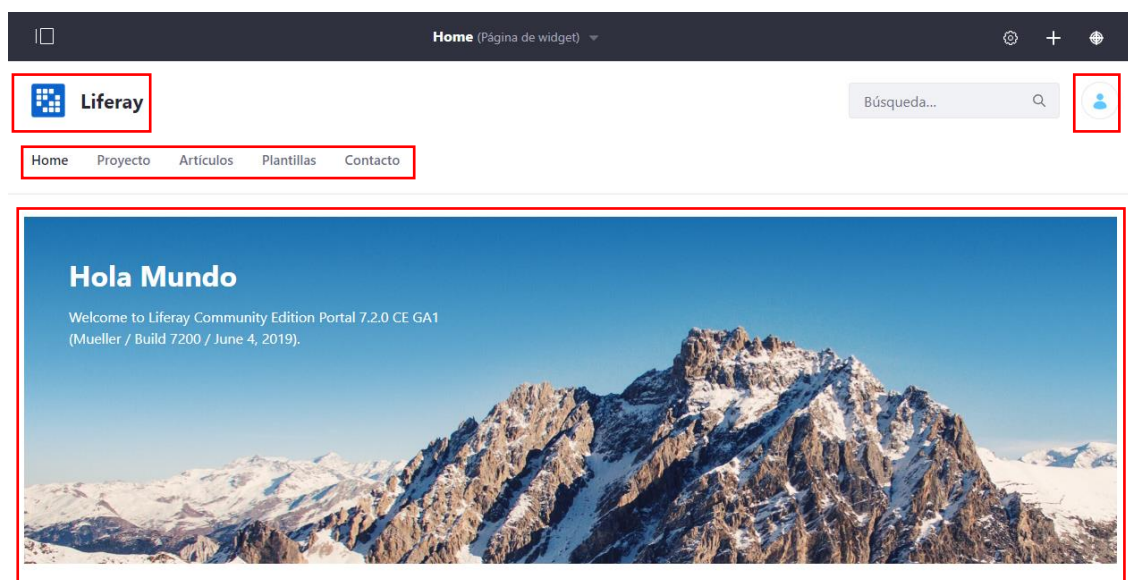 Home (Página de widget)
Liferay
Búsqueda...
Home Proyecto Artículos Plantillas Contacto
Hola Mundo
Welcome to Liferay Community Edition Portal 7.2.0 CE GA1
(Mueller / Build 7200 / June 4, 2019).